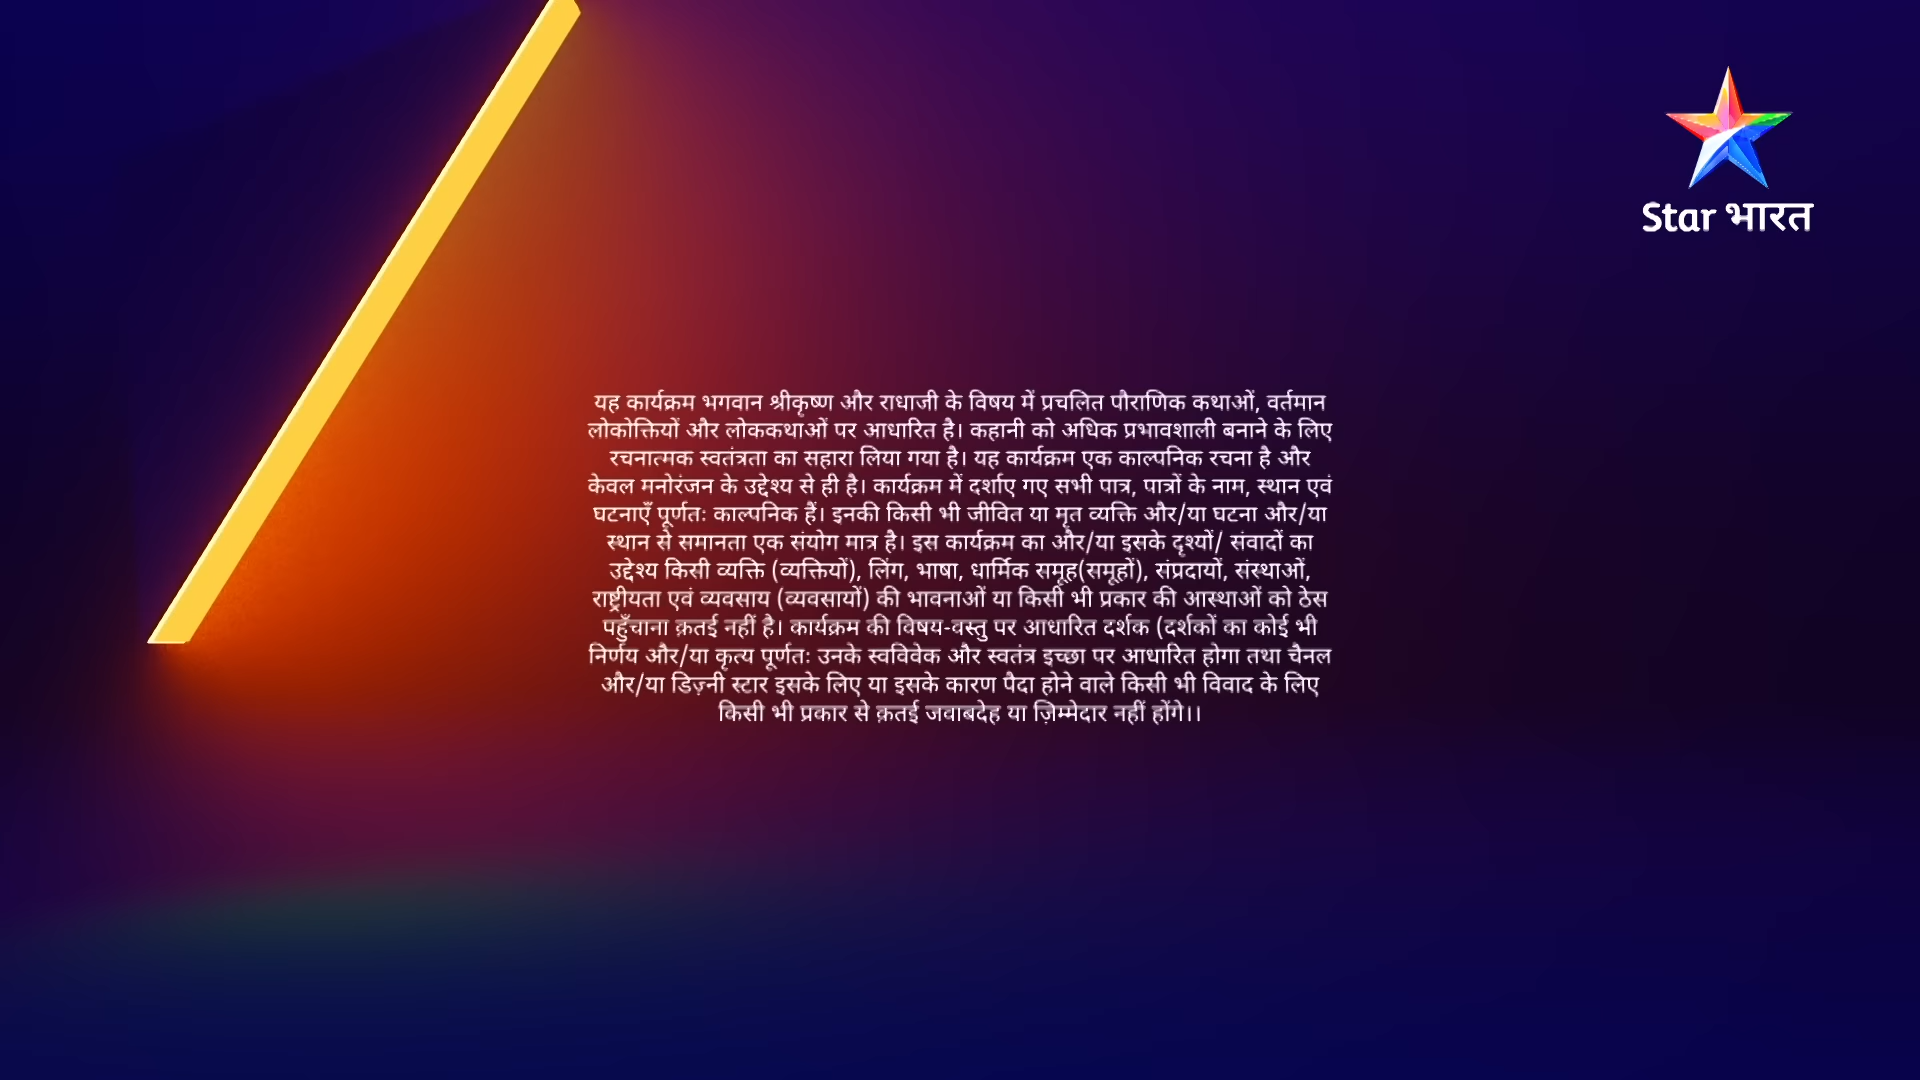 Star भारत
यह कार्यक्रम भगवान श्रीकृष्ण और राधाजी के विषय में प्रचलित पौराणिक कथाओं, वर्तमान
लोकोक्तियों और लोककथाओं पर आधारित है। कहानी को अधिक प्रभावशाली बनाने के लिए
रचनात्मक स्वतंत्रता का सहारा लिया गया है। यह कार्यक्रम एक काल्पनिक रचना है और
केवल मनोरंजन के उद्देश्य से ही है। कार्यक्रम में दर्शाए गए सभी पात्र, पात्रों के नाम, स्थान एवं
घटनाएँ पूर्णतः काल्पनिक हैं। इनकी किसी भी जीवित या मृत व्यक्ति और/या घटना और/या
स्थान से समानता एक संयोग मात्र है। इस कार्यक्रम का और/या इसके दृश्यों/ संवादों का
उद्देश्य किसी व्यक्ति (व्यक्तियों), लिंग, भाषा, धार्मिक समूह(समूहों), संप्रदायों, संस्थाओं,
राष्ट्रीयता एवं व्यवसाय (व्यवसायों) की भावनाओं या किसी भी प्रकार की आस्थाओं को ठेस
पहुँचाना क़तई नहीं है। कार्यक्रम की विषय-वस्तु पर आधारित दर्शक (दर्शकों का कोई भी
निर्णय और/या कृत्य पूर्णतः उनके स्वविवेक और स्वतंत्र इच्छा पर आधारित होगा तथा चैनल
और/या डिज़्नी स्टार इसके लिए या इसके कारण पैदा होने वाले किसी भी विवाद के लिए
किसी भी प्रकार से क़तई जवाबदेह या ज़िम्मेदार नहीं होंगे।।